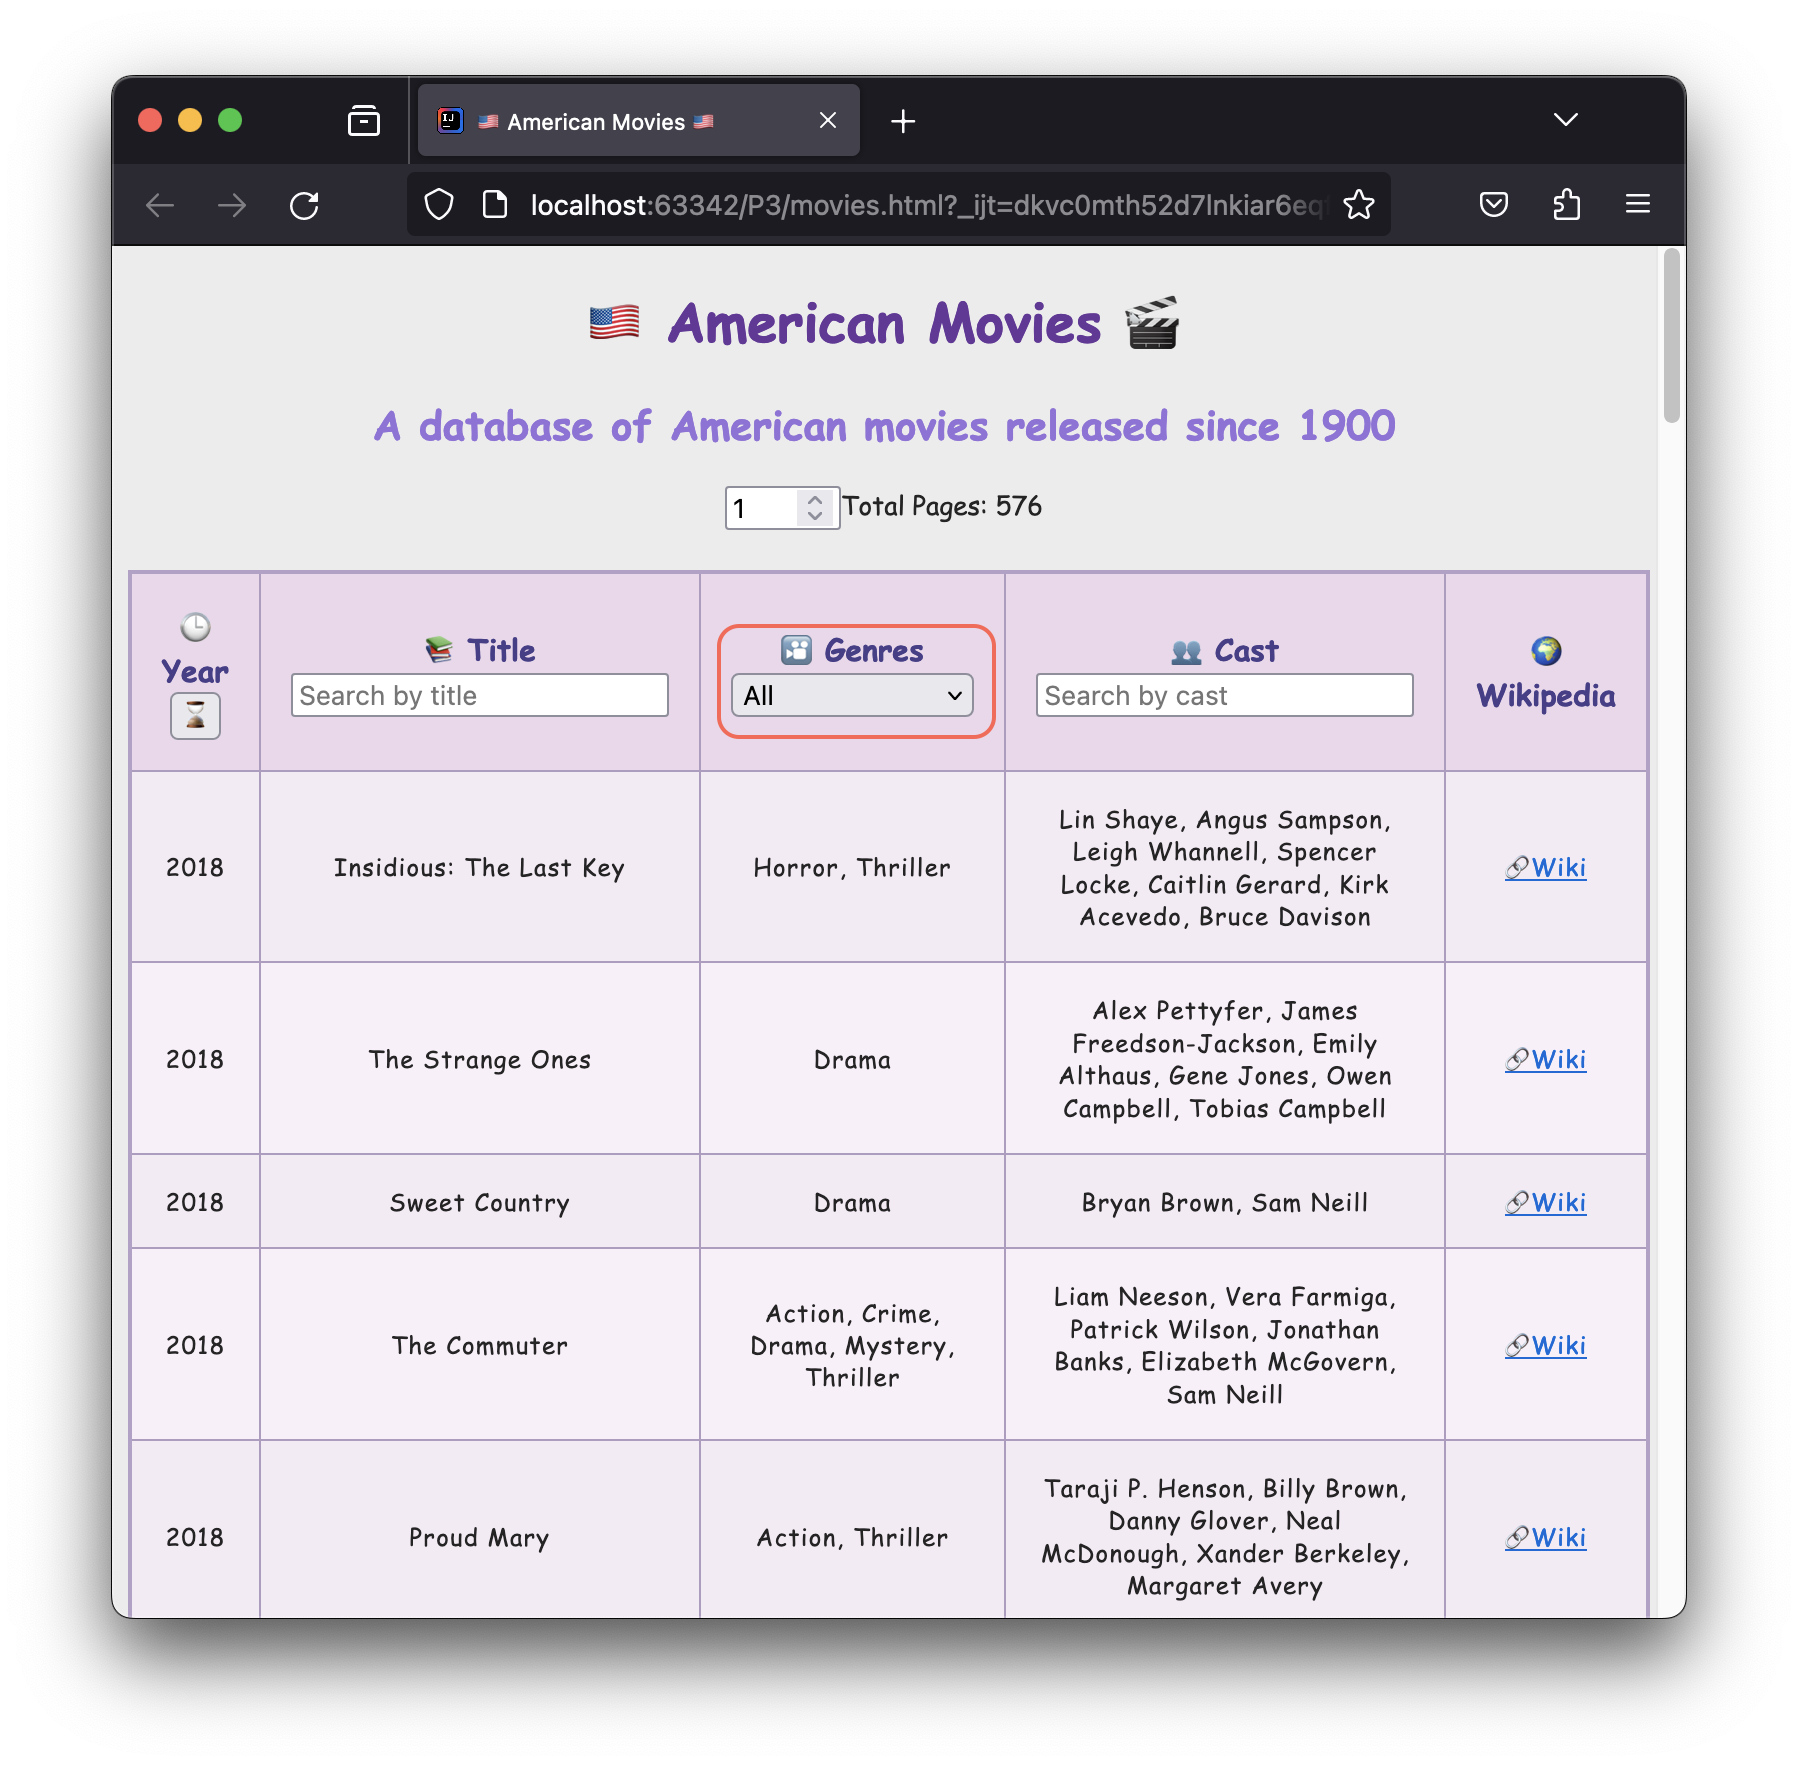 🇺🇸 American Movies 🇺🇸
localhost:63342/P3/movies.html?_ijt=dkvc0mth52d7lnkiar6eq
🇺🇸 American Movies 🎬
A database of American movies released since 1900
1 Total Pages: 576
🕒 Year ⌛
📚 Title
Search by title
🎦 Genres
All
👥 Cast
Search by cast
🌍 Wikipedia
2018
Insidious: The Last Key
Horror, Thriller
Lin Shaye, Angus Sampson,
Leigh Whannell, Spencer
Locke, Caitlin Gerard, Kirk
Acevedo, Bruce Davison
🔗Wiki
2018
The Strange Ones
Drama
Alex Pettyfer, James
Freedson-Jackson, Emily
Althaus, Gene Jones, Owen
Campbell, Tobias Campbell
🔗Wiki
2018
Sweet Country
Drama
Bryan Brown, Sam Neill
🔗Wiki
2018
The Commuter
Action, Crime,
Drama, Mystery,
Thriller
Liam Neeson, Vera Farmiga,
Patrick Wilson, Jonathan
Banks, Elizabeth McGovern,
Sam Neill
🔗Wiki
2018
Proud Mary
Action, Thriller
Taraji P. Henson, Billy Brown,
Danny Glover, Neal
McDonough, Xander Berkeley,
Margaret Avery
🔗Wiki